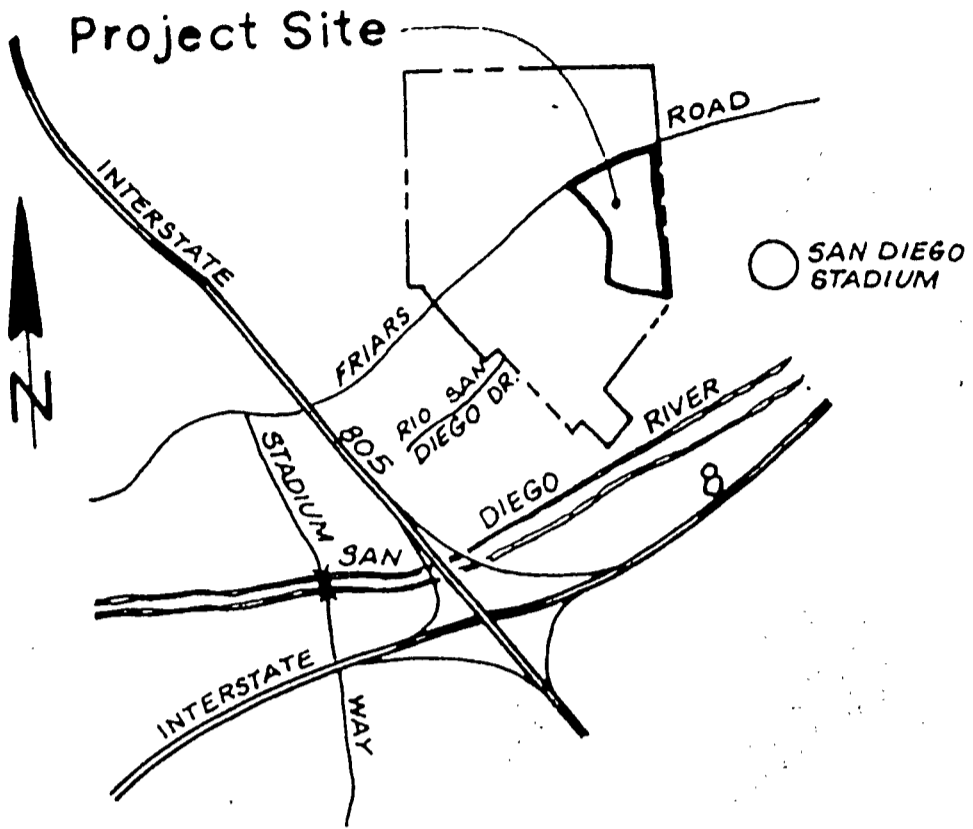 Project Site
ROAD
INTERSTATE
SAN DIEGO
STADIUM
N
FRIARS
RIO SAN
DIEGO DR.
805
STADIUM
RIVER
DIEGO
8
SAN
INTERSTATE
WAY